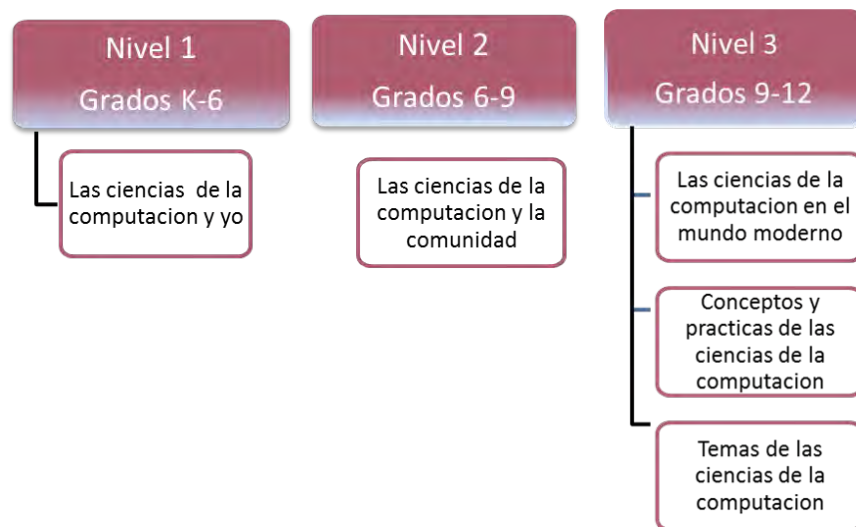 Nivel 1
Grados K-6
Las ciencias de la
computacion y yo
Nivel 2
Grados 6-9
Las ciencias de la
computacion y la
comunidad
Nivel 3
Grados 9-12
Las ciencias de la
computacion en el
mundo moderno
Conceptos y
practicas de las
ciencias de la
computacion
Temas de las
ciencias de la
computacion